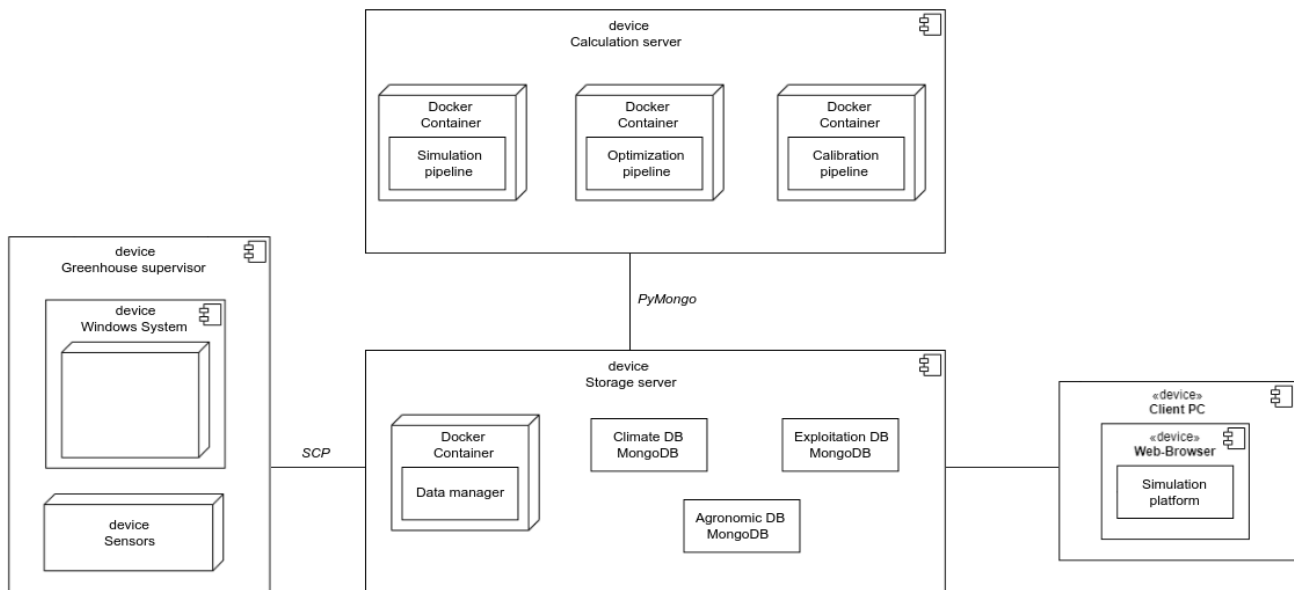 device
Calculation server
Docker
Container
Simulation
pipeline
Docker
Container
Optimization
pipeline
Docker
Container
Calibration
pipeline
device
Greenhouse supervisor
device
Windows System
device
Sensors
PyMongo
SCP
device
Storage server
Docker
Container
Data manager
Climate DB
MongoDB
Exploitation DB
MongoDB
Agronomic DB
MongoDB
«device»
Client PC
«device»
Web-Browser
Simulation
platform